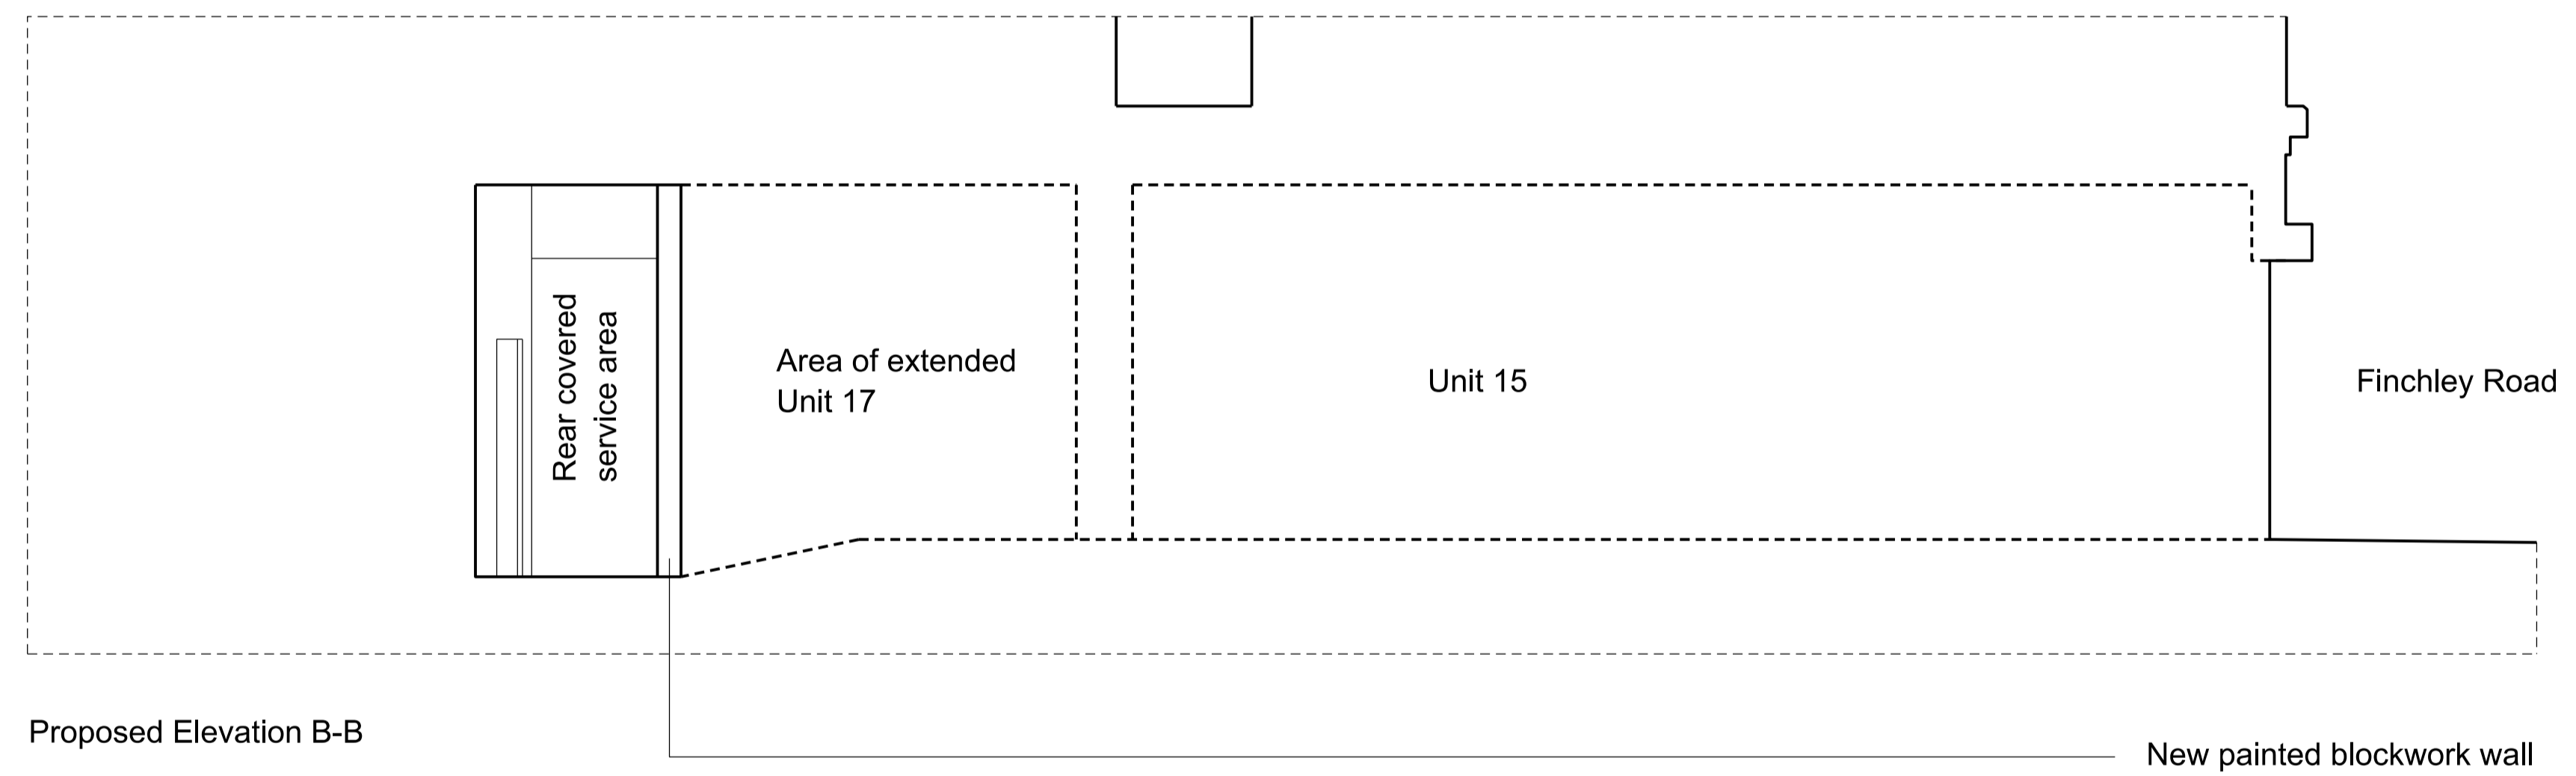 Rear covered
service area
Area of extended
Unit 17
Unit 15
Finchley Road
Proposed Elevation B-B
New painted blockwork wall